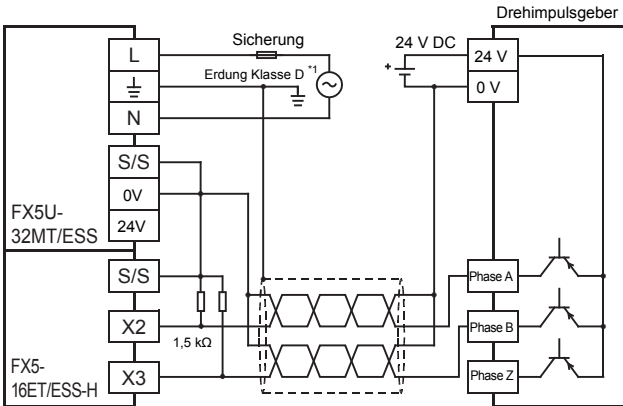 Drehimpulsgeber
L
Sicherung
24 V DC
24 V
Erdung Klasse D *1
+
0 V
N
S/S
0V
FX5U-
32MT/ESS
24V
S/S
Phase A
X2
1,5 kΩ
Phase B
FX5-
16ET/ESS-H
X3
Phase Z